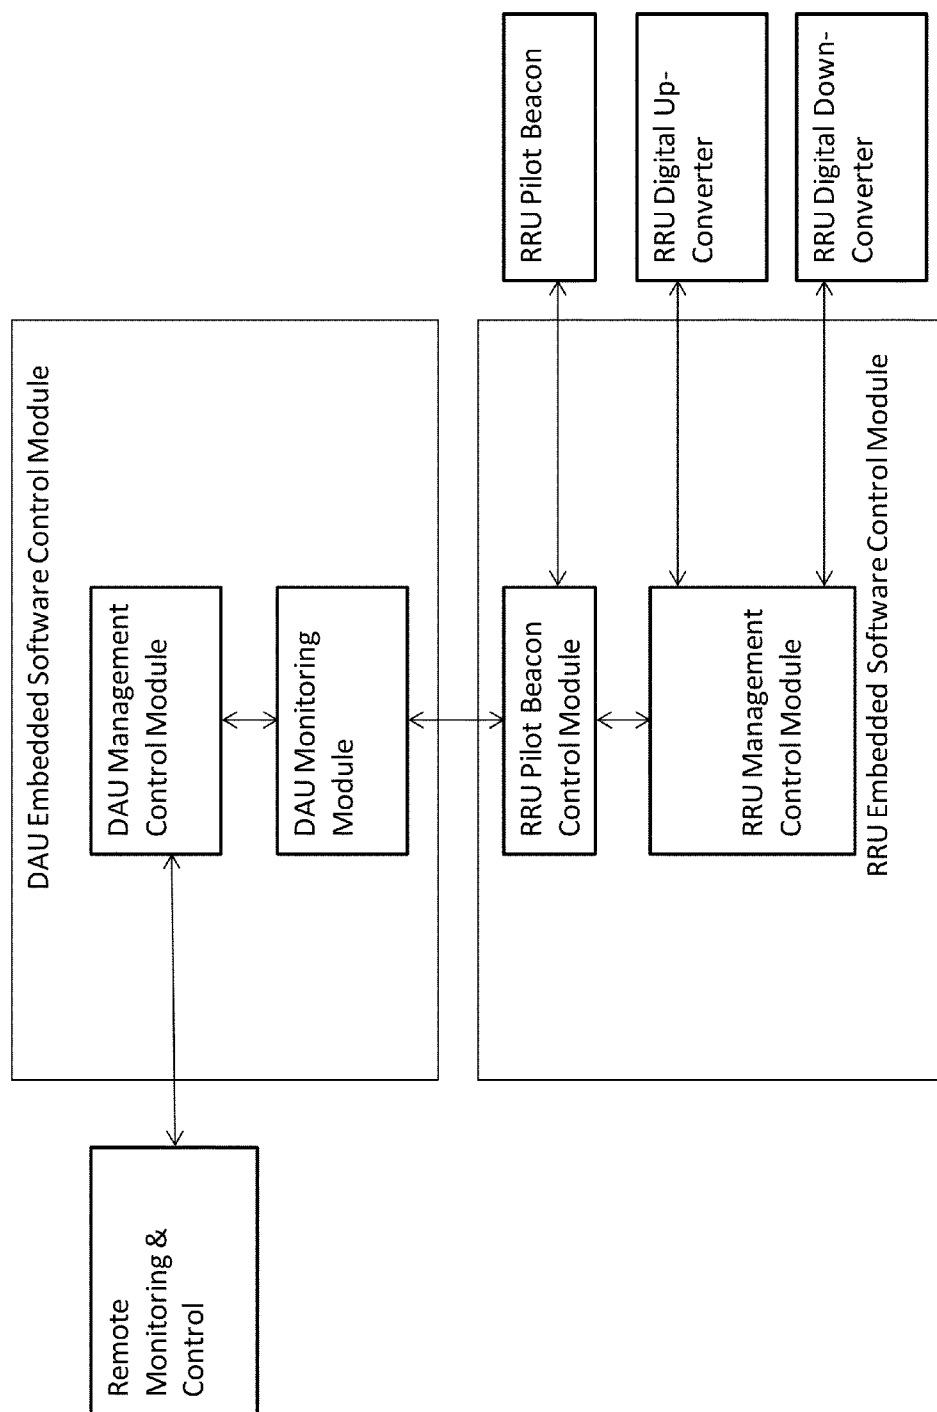 DAU Embedded Software Control Module
Remote
Monitoring &
Control
DAU Management
Control Module
DAU Monitoring
Module
RRU Pilot Beacon
Control Module
RRU Management
Control Module
RRU Embedded Software Control Module
RRU Pilot Beacon
RRU Digital Up-
Converter
RRU Digital Down-
Converter